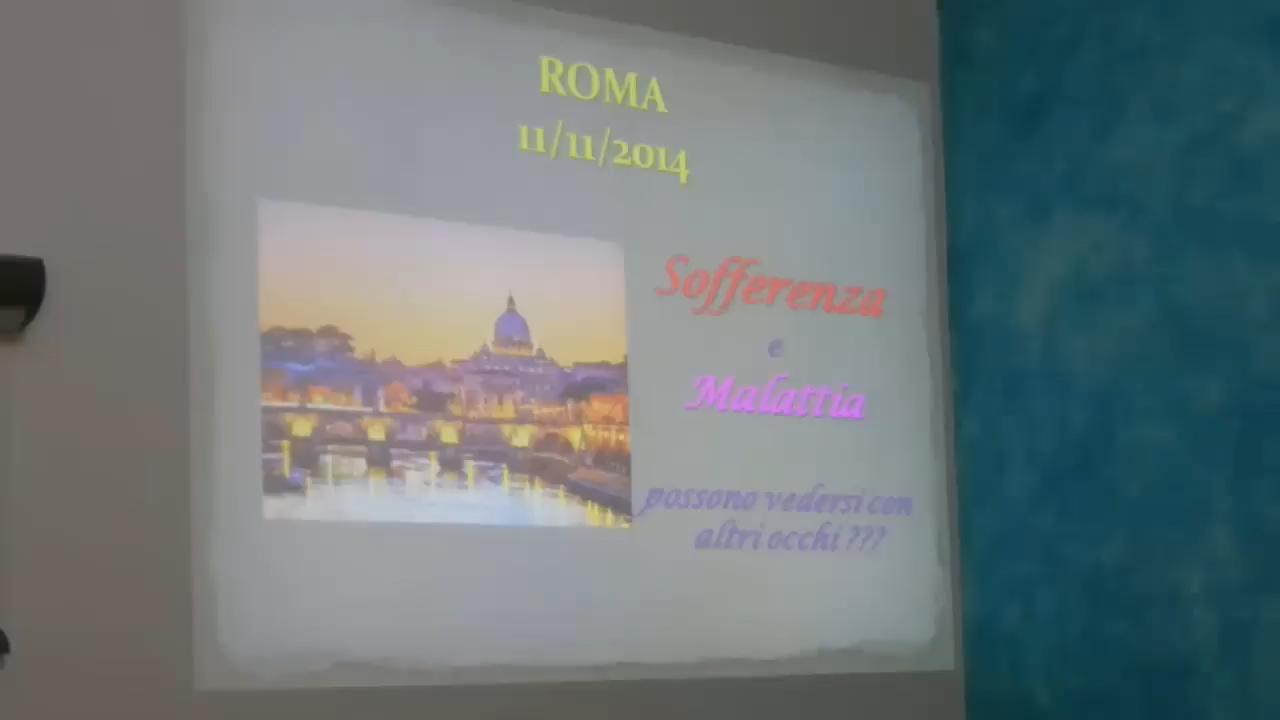 ROMA
11/11/2014
Sofferenza
e
Malattia
possono vedersi con
altri occhi ???